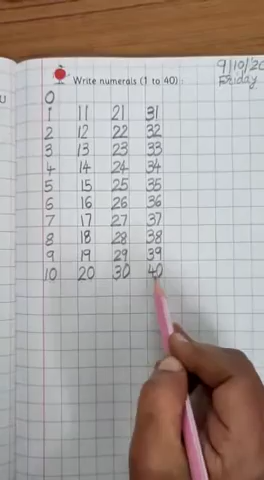 9/10/20
Friday
Write numerals (1 to 40)
0
1 11 21 31
2 12 22 32
3 13 23 33
4 14 24 34
5 15 25 35
6 16 26 36
7 17 27 37
8 18 28 38
9 19 29 39
10 20 30 40